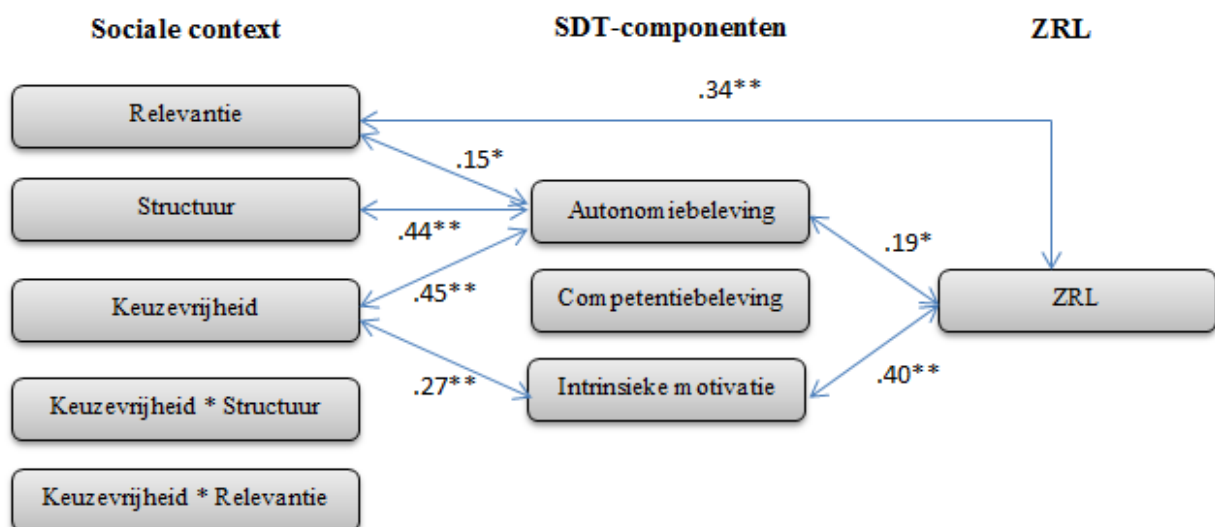 Sociale context
SDT-componenten
ZRL
Relevantie
.34**
.15*
Structuur
Autonomiebeleving
.44**
.19*
Keuzevrijheid
.45**
Competentiebeleving
ZRL
.27**
Intrinsieke motivatie
.40**
Keuzevrijheid * Structuur
Keuzevrijheid * Relevantie